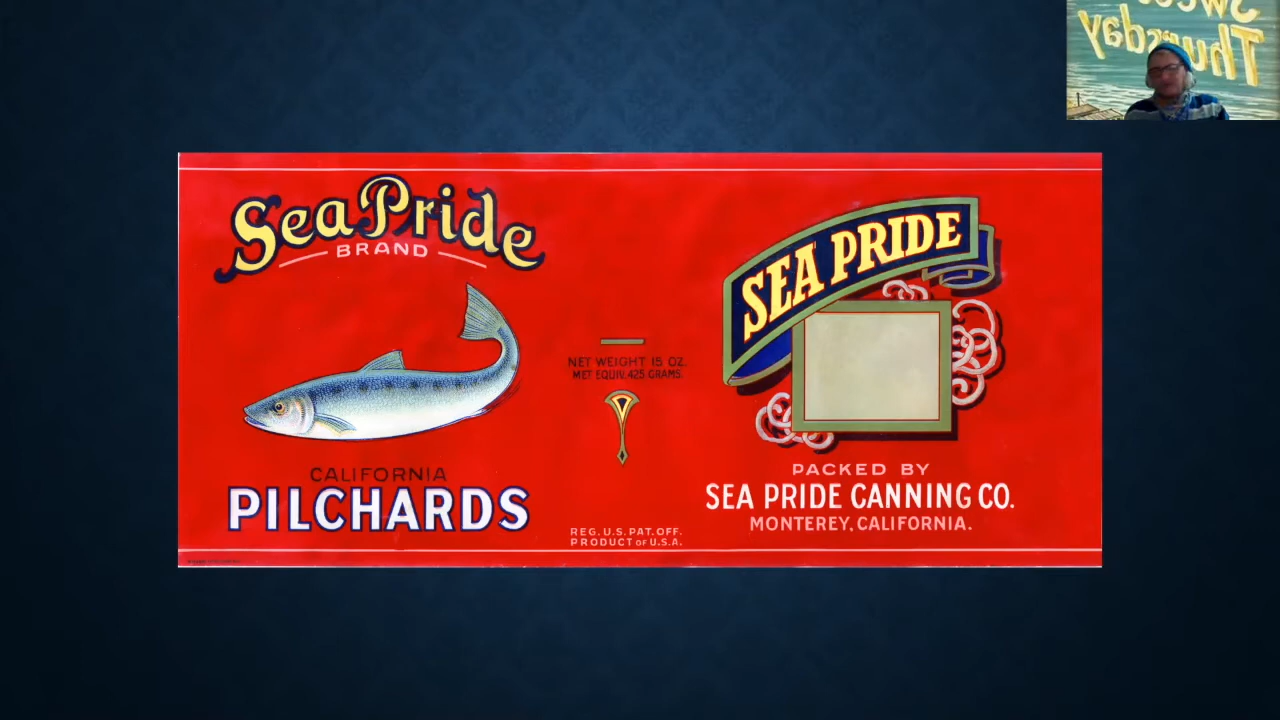 Sweet
Thursday
Sea Pride
BRAND
CALIFORNIA
PILCHARDS
NET WEIGHT 15 OZ.
MET EQUIV. 425 GRAMS.
REG. U.S. PAT. OFF.
PRODUCT OF U.S.A.
SEA PRIDE
PACKED BY
SEA PRIDE CANNING CO.
MONTEREY, CALIFORNIA.